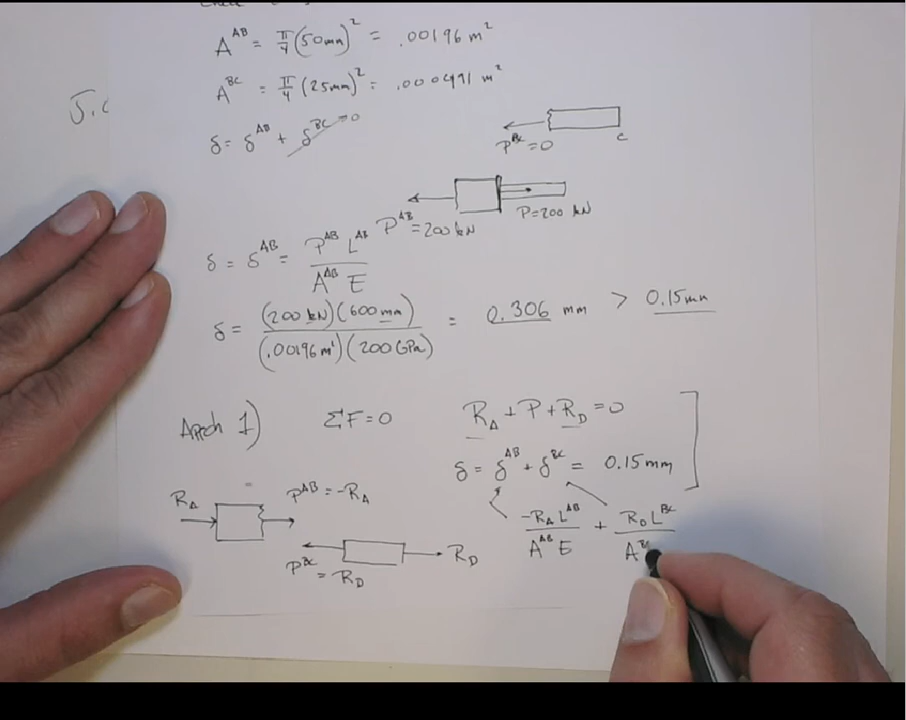 A^AB = π/4 (50mm)² = .00196 m²
A^BC = π/4 (25mm)² = .000491 m²
δ = δ^AB + δ^BC = 0
P^BC = 0
C
P^AB = 200 kN
P = 200 kN
δ = δ^AB = P^AB L^AB / A^AB E
δ = (200 kN)(600 mm) / (.00196 m²)(200 GPa) = 0.306 mm > 0.15mm
1) ΣF = 0 R_A + P + R_D = 0
δ = δ^AB + δ^BC = 0.15 mm
R_A P^AB = -R_A
-R_A L^AB / A^AB E + R_D L^BC / A^BC
P^BC = R_D R_D